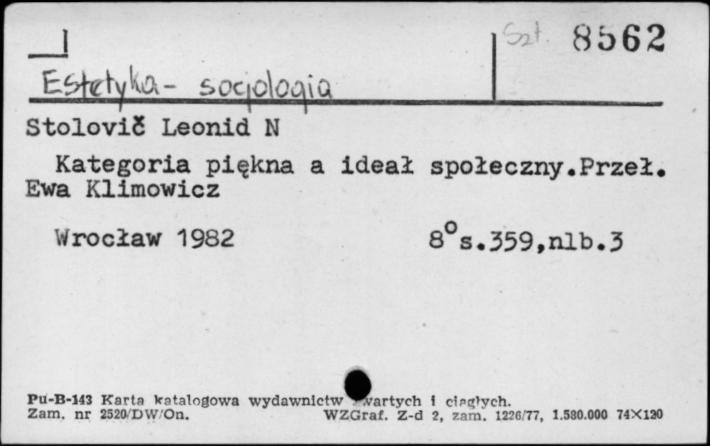 Szt. 8562
Estetyka - socjologia
Stolovič Leonid N
Kategoria piękna a ideał społeczny.Przeł.
Ewa Klimowicz
Wrocław 1982 8°s.359,nlb.3
Pu-B-143 Karta katalogowa wydawnictw zwartych i ciągłych.
Zam. nr 2520/DW/On. WZGraf. Z-d 2, zam. 1226/77, 1.580.000 74X120